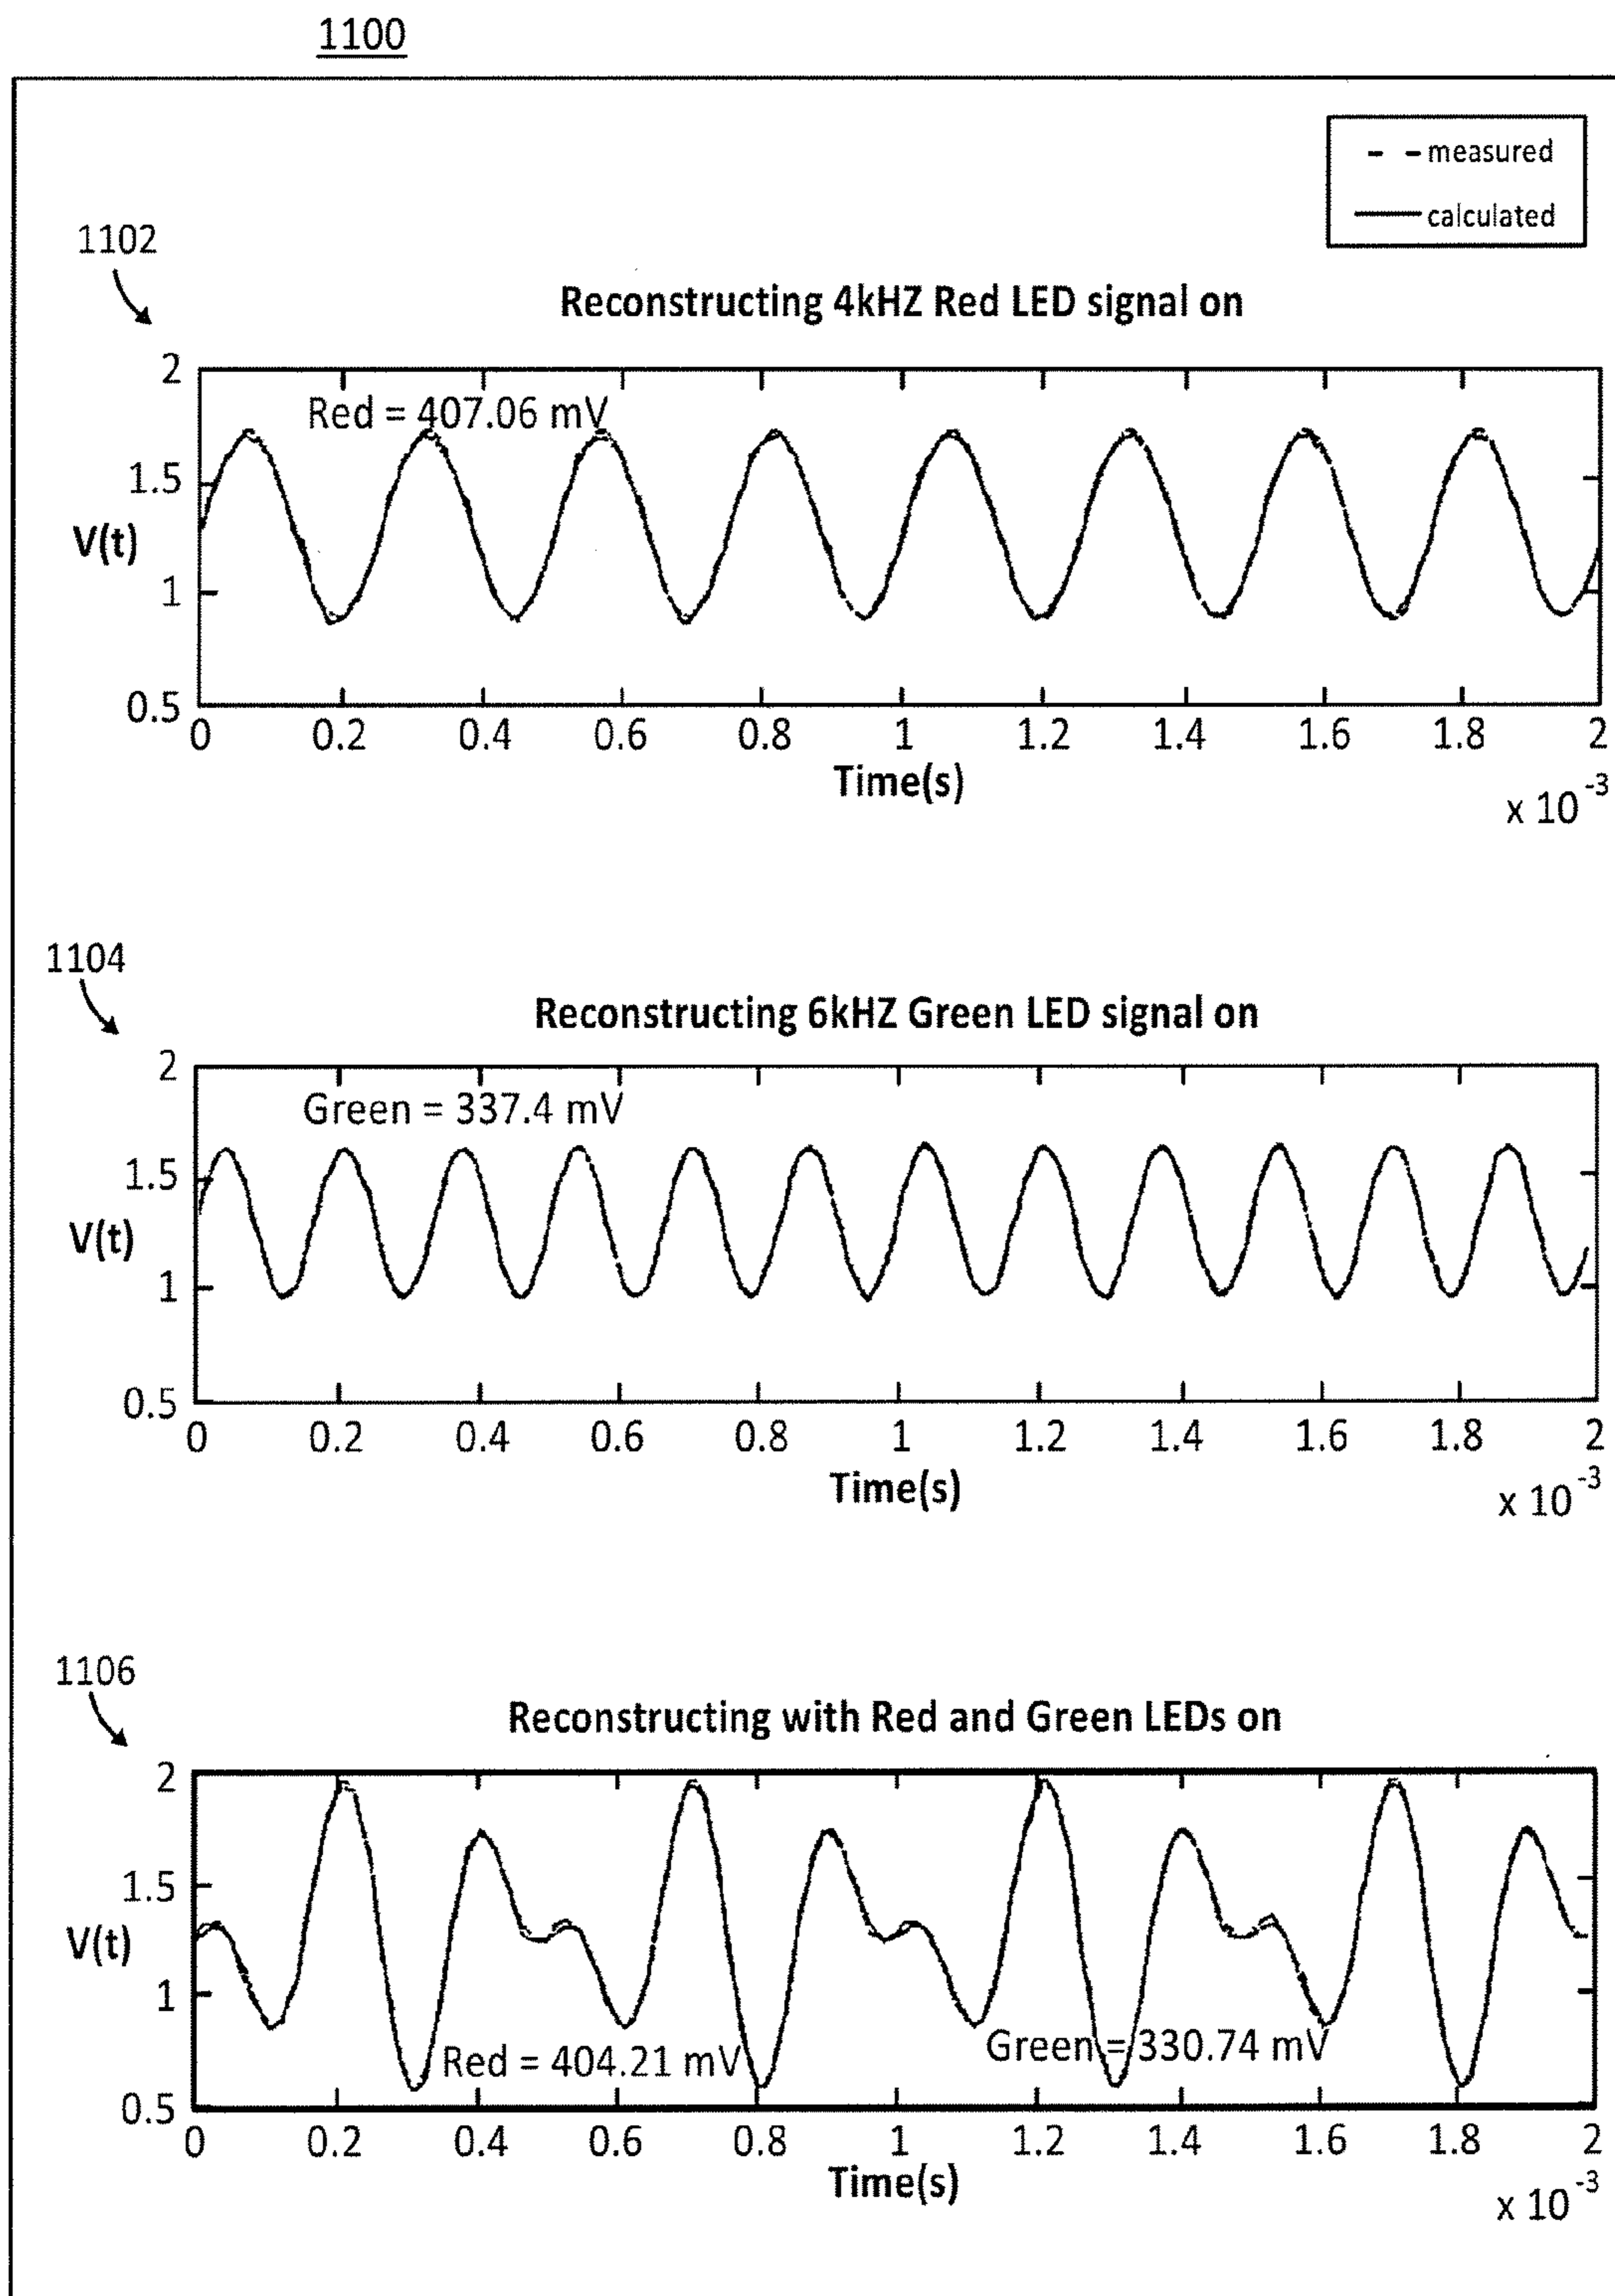 1100
- - measured
calculated
1102
Reconstructing 4kHZ Red LED signal on
Red = 407.06 mV
2
1.5
V(t)
1
0.5
0 0.2 0.4 0.6 0.8 1 1.2 1.4 1.6 1.8 2
Time(s)
x 10-3
1104
Reconstructing 6kHZ Green LED signal on
2
Green = 337.4 mV
1.5
V(t)
1
0.5
0 0.2 0.4 0.6 0.8 1 1.2 1.4 1.6 1.8 2
Time(s)
x 10-3
1106
Reconstructing with Red and Green LEDs on
2
1.5
V(t)
1
Red = 404.21 mV Green = 330.74 mV
0.5
0 0.2 0.4 0.6 0.8 1 1.2 1.4 1.6 1.8 2
Time(s)
x 10-3